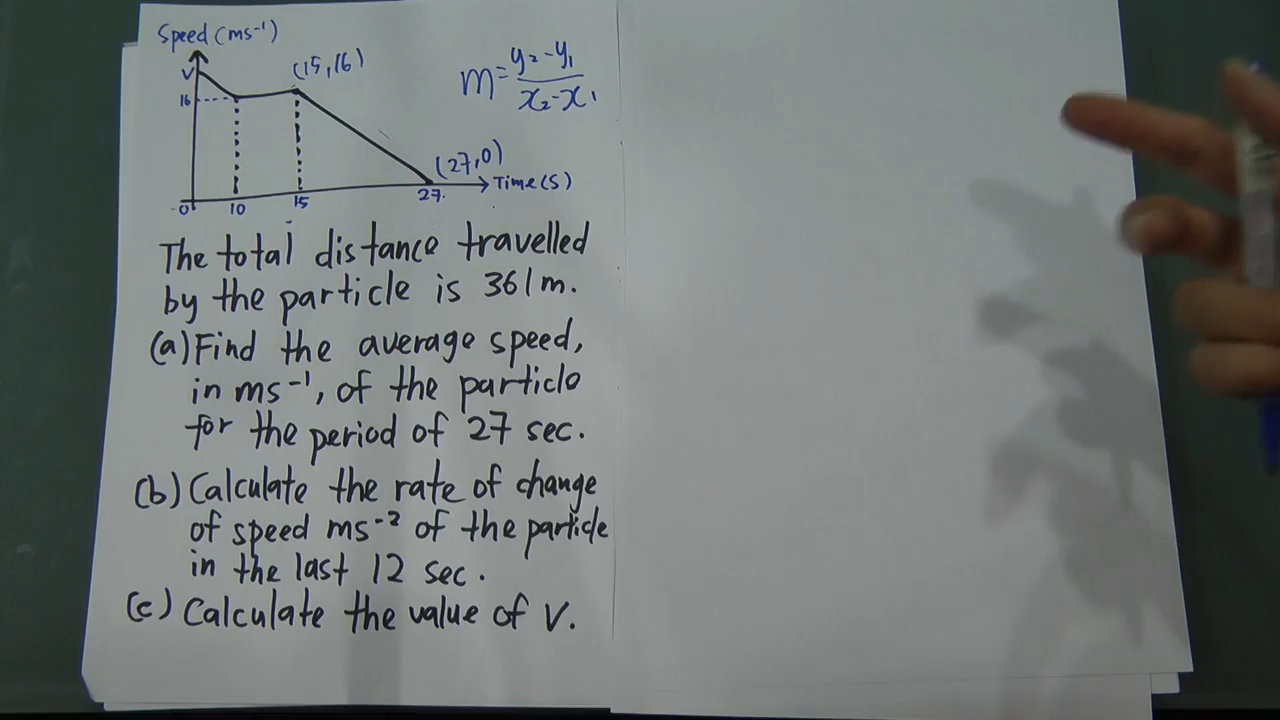 Speed (ms⁻¹)
V
(15,16)
16
m = y₂-y₁
x₂-x₁
(27,0)
Time (s)
0
10
15
27
The total distance travelled
by the particle is 361m.
(a) Find the average speed,
in ms⁻¹, of the particle
for the period of 27 sec.
(b) Calculate the rate of change
of speed ms⁻² of the particle
in the last 12 sec.
(c) Calculate the value of V.